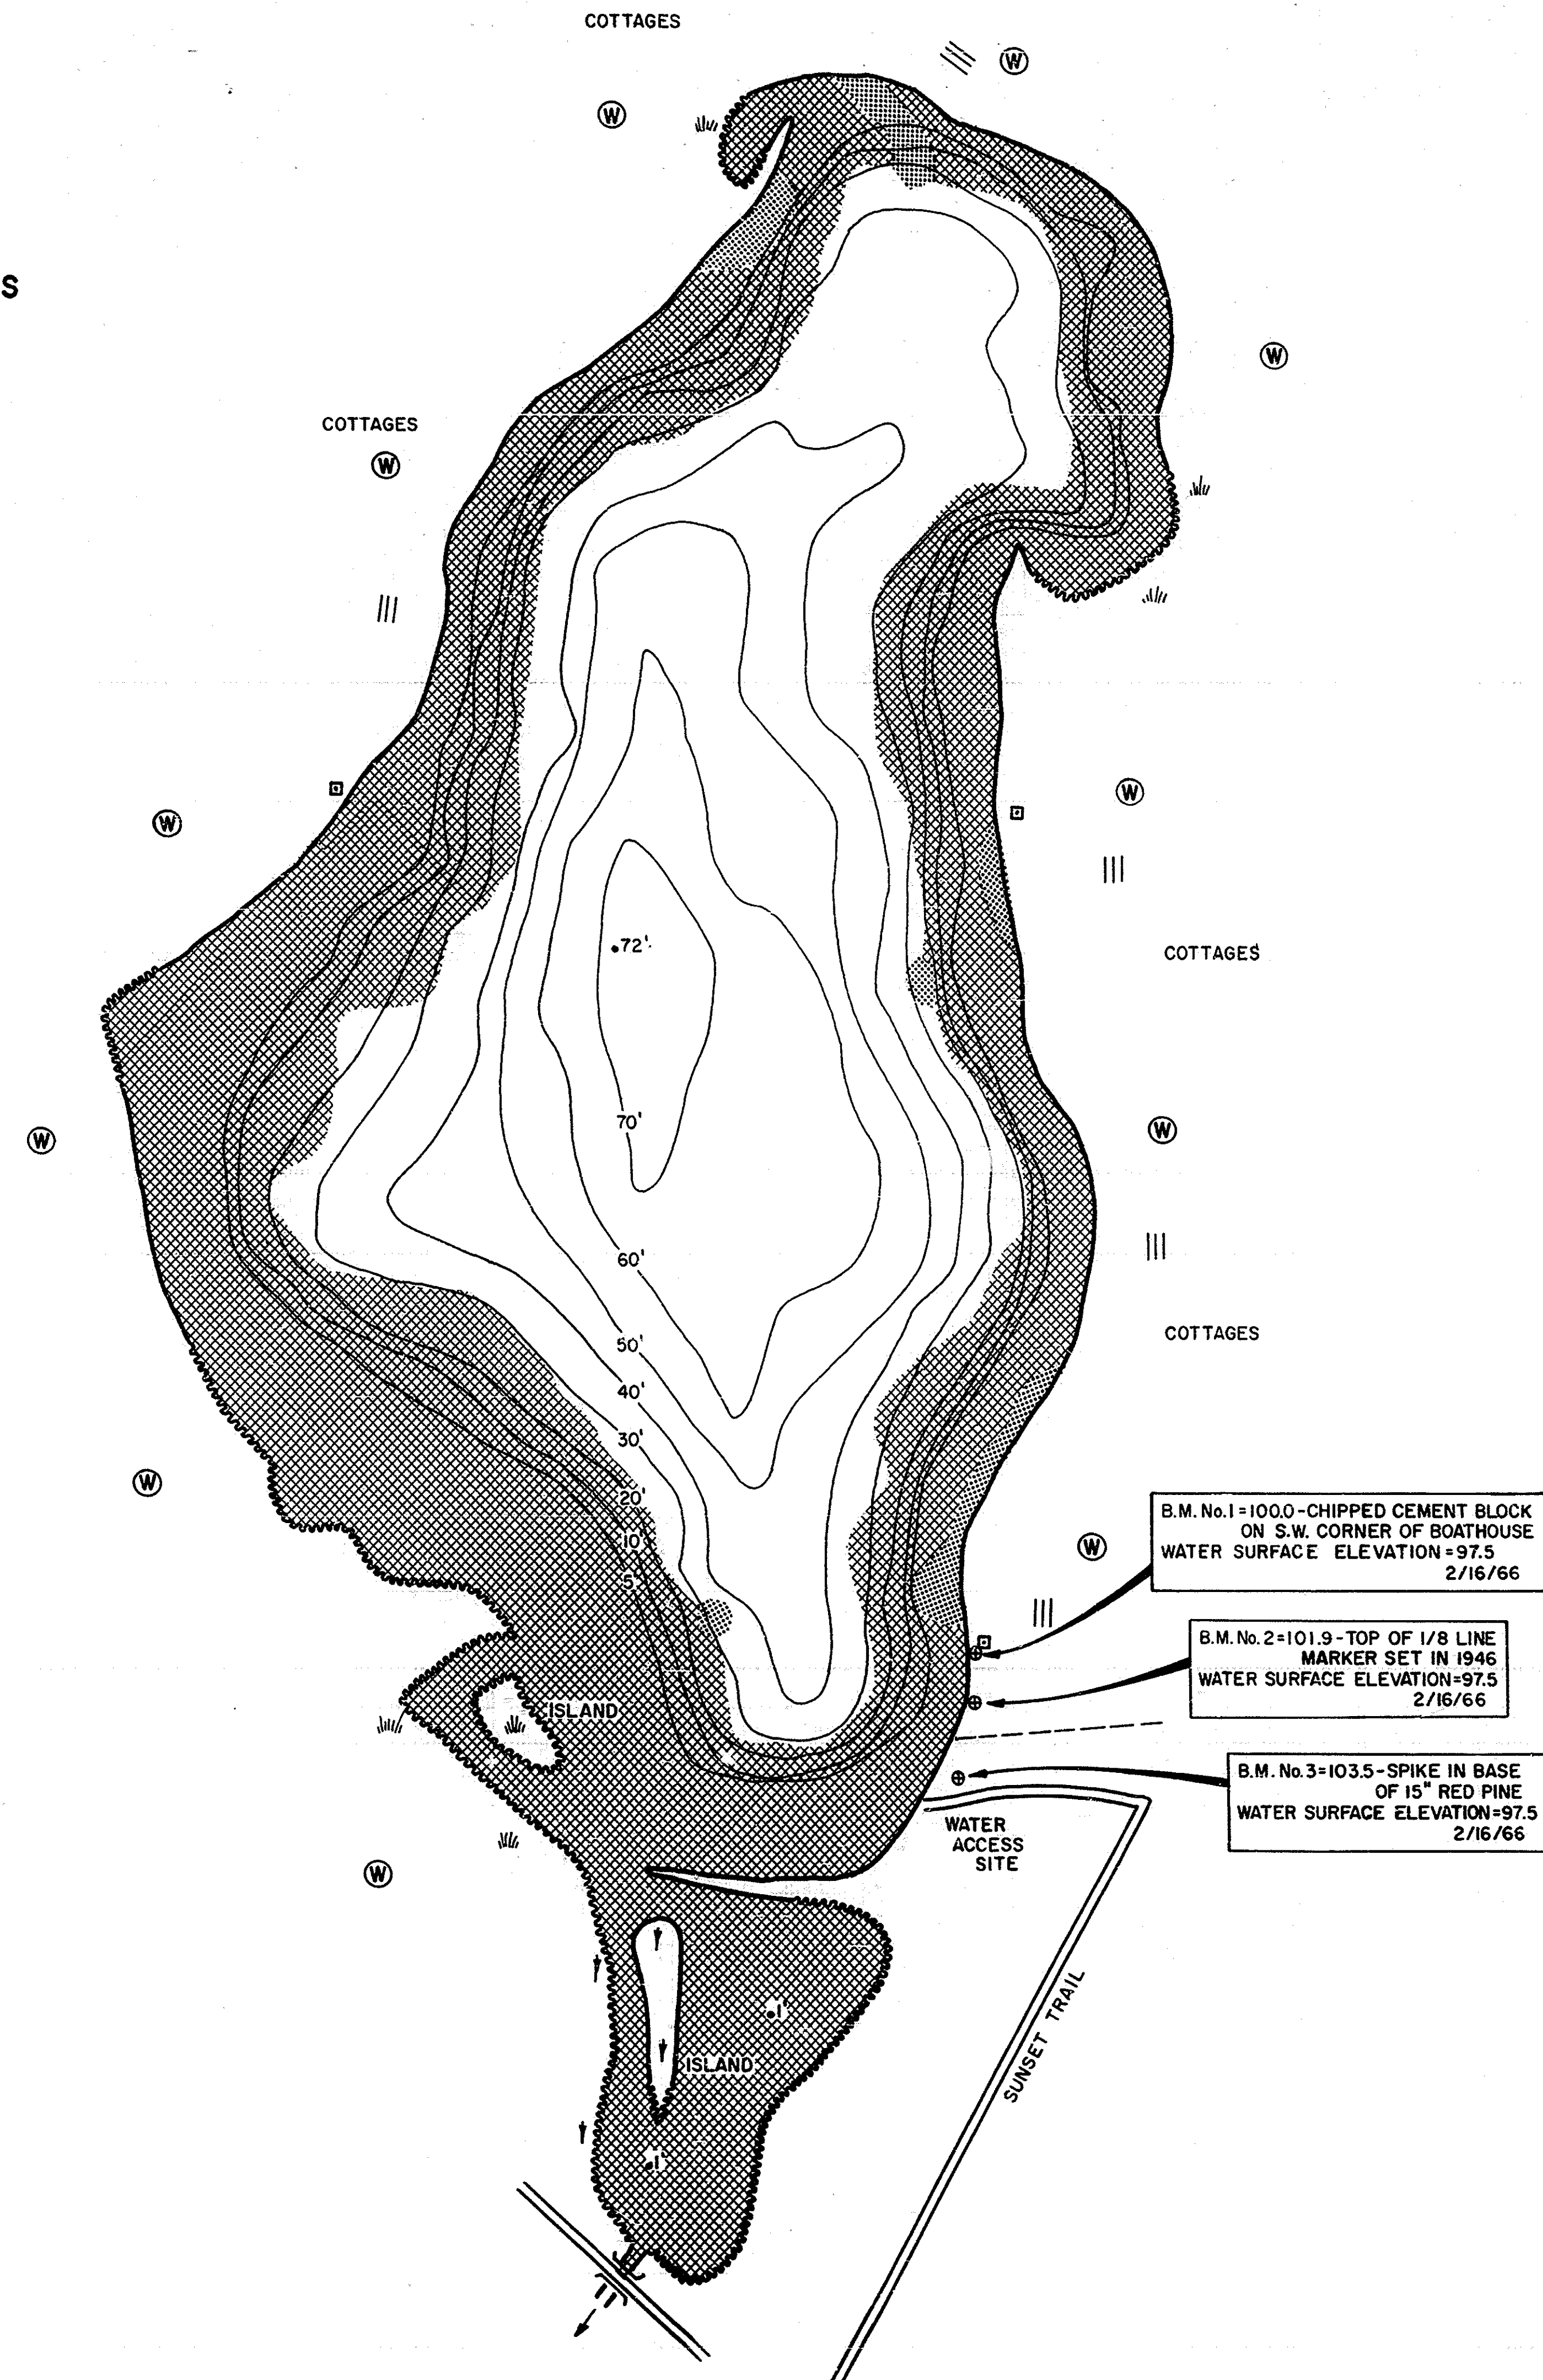 COTTAGES
W
W
S
W
COTTAGES
W
W
W
COTTAGES
72'
70'
W
W
60'
COTTAGES
50'
40'
30'
W
20'
10'
5'
W
B.M. No.1=100.0-CHIPPED CEMENT BLOCK
ON S.W. CORNER OF BOATHOUSE
WATER SURFACE ELEVATION=97.5
2/16/66
B.M. No.2=101.9-TOP OF 1/8 LINE
MARKER SET IN 1946
WATER SURFACE ELEVATION=97.5
2/16/66
ISLAND
B.M. No.3=103.5-SPIKE IN BASE
OF 15" RED PINE
WATER SURFACE ELEVATION=97.5
2/16/66
WATER
ACCESS
SITE
W
1'
ISLAND
SUNSET TRAIL
1'